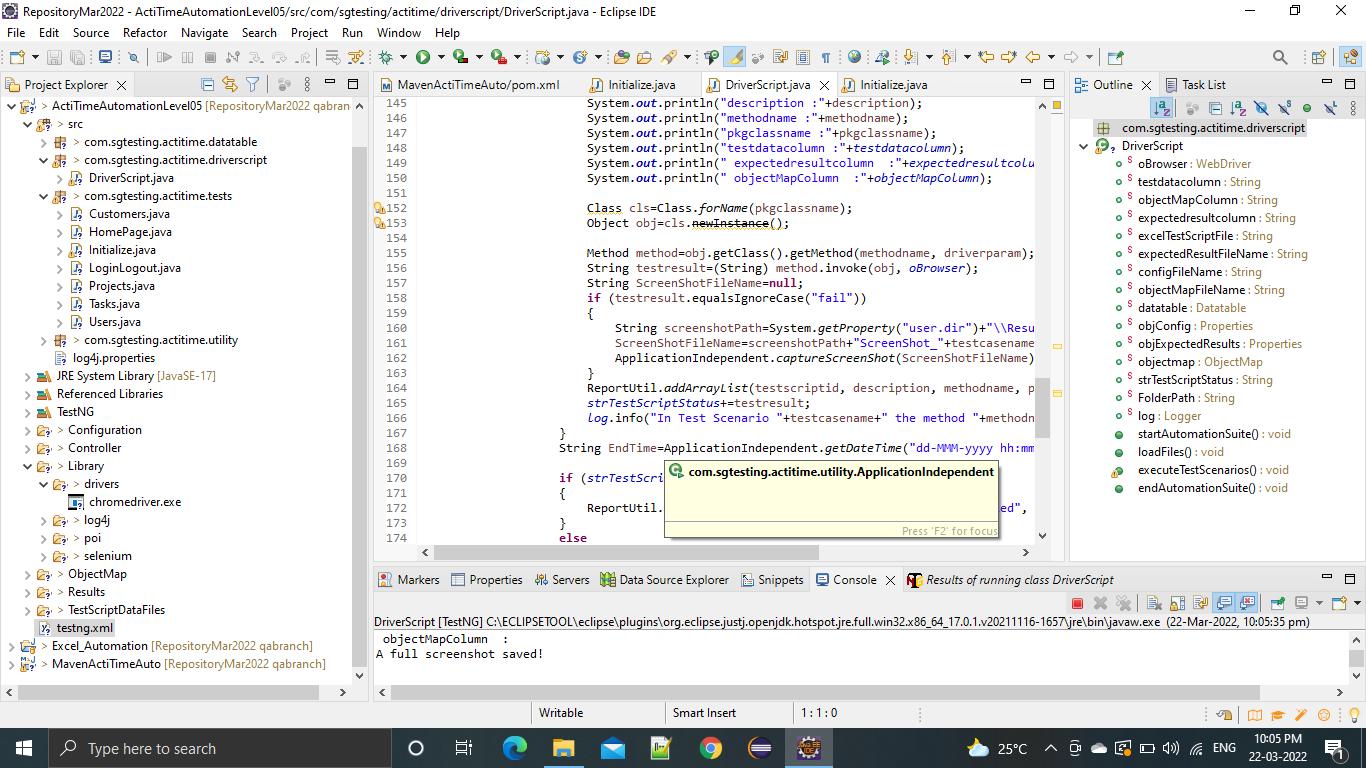 RepositoryMar2022 - ActiTimeAutomationLevel05/src/com/sgtesting/actitime/driverscript/DriverScript.java - Eclipse IDE
File Edit Source Refactor Navigate Search Project Run Window Help
Project Explorer
ActiTimeAutomationLevel05 [RepositoryMar2022 qabran
> src
> com.sgtesting.actitime.datatable
> com.sgtesting.actitime.driverscript
DriverScript.java
> com.sgtesting.actitime.tests
Customers.java
HomePage.java
Initialize.java
LoginLogout.java
Projects.java
Tasks.java
Users.java
> com.sgtesting.actitime.utility
log4j.properties
JRE System Library [JavaSE-17]
Referenced Libraries
TestNG
> Configuration
> Controller
> Library
> drivers
chromedriver.exe
> log4j
> poi
> selenium
> ObjectMap
> Results
> TestScriptDataFiles
testng.xml
> Excel_Automation [RepositoryMar2022 qabranch]
> MavenActiTimeAuto [RepositoryMar2022 qabranch]
MavenActiTimeAuto/pom.xml Initialize.java DriverScript.java Initialize.java
145 System.out.println("description :"+description);
146 System.out.println("methodname :"+methodname);
147 System.out.println("pkgclassname :"+pkgclassname);
148 System.out.println("testdatacolumn :"+testdatacolumn);
149 System.out.println(" expectedresultcolumn  :"+expectedresultcolu
150 System.out.println(" objectMapColumn  :"+objectMapColumn);
151
152 Class cls=Class.forName(pkgclassname);
153 Object obj=cls.newInstance();
154
155 Method method=obj.getClass().getMethod(methodname, driverparam);
156 String testresult=(String) method.invoke(obj, oBrowser);
157 String ScreenShotFileName=null;
158 if (testresult.equalsIgnoreCase("fail"))
159 {
160 String screenshotPath=System.getProperty("user.dir")+"\\Resu
161 ScreenShotFileName=screenshotPath+"ScreenShot_"+testcasename
162 ApplicationIndependent.captureScreenShot(ScreenShotFileName)
163 }
164 ReportUtil.addArrayList(testscriptid, description, methodname, p
165 strTestScriptStatus+=testresult;
166 log.info("In Test Scenario "+testcasename+" the method "+methodn
167 }
168 String EndTime=ApplicationIndependent.getDateTime("dd-MMM-yyyy hh:mm
169
170 if (strTestScri
171 {
172 ReportUtil. ed",
173 }
174 else
com.sgtesting.actitime.utility.ApplicationIndependent
Press 'F2' for focus
Outline Task List
com.sgtesting.actitime.driverscript
DriverScript
oBrowser : WebDriver
testdatacolumn : String
objectMapColumn : String
expectedresultcolumn : String
excelTestScriptFile : String
expectedResultFileName : String
configFileName : String
objectMapFileName : String
datatable : Datatable
objConfig : Properties
objExpectedResults : Properties
objectmap : ObjectMap
strTestScriptStatus : String
FolderPath : String
log : Logger
startAutomationSuite() : void
loadFiles() : void
executeTestScenarios() : void
endAutomationSuite() : void
Markers Properties Servers Data Source Explorer Snippets Console Results of running class DriverScript
DriverScript [TestNG] C:\ECLIPSETOOL\eclipse\plugins\org.eclipse.justj.openjdk.hotspot.jre.full.win32.x86_64_17.0.1.v20211116-1657\jre\bin\javaw.exe (22-Mar-2022, 10:05:35 pm)
objectMapColumn  :
A full screenshot saved!
Writable Smart Insert 1 : 1 : 0
Type here to search 25°C ENG 10:05 PM
22-03-2022
1